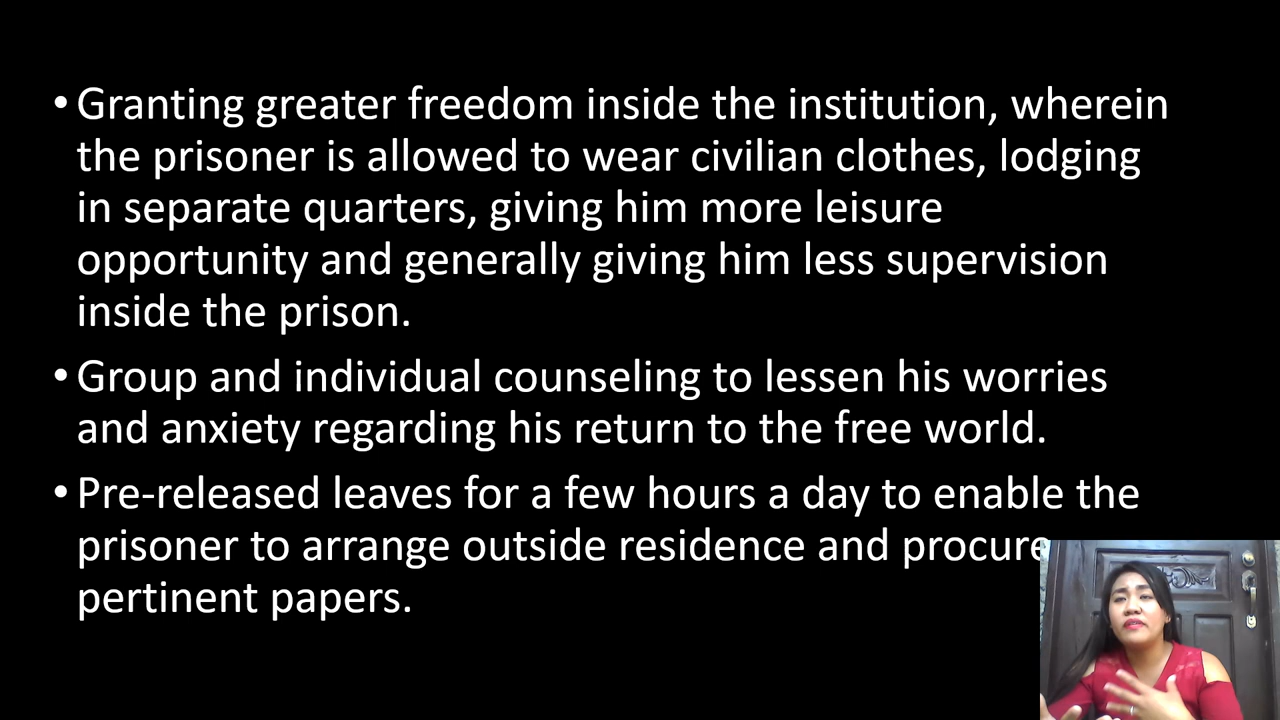 • Granting greater freedom inside the institution, wherein
the prisoner is allowed to wear civilian clothes, lodging
in separate quarters, giving him more leisure
opportunity and generally giving him less supervision
inside the prison.
• Group and individual counseling to lessen his worries
and anxiety regarding his return to the free world.
• Pre-released leaves for a few hours a day to enable the
prisoner to arrange outside residence and procure
pertinent papers.